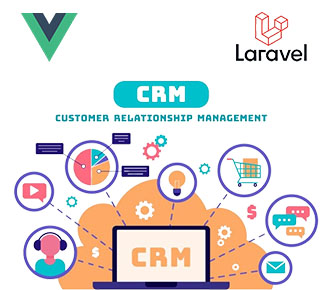 Laravel
CRM
CUSTOMER RELATIONSHIP MANAGEMENT
$
$
CRM